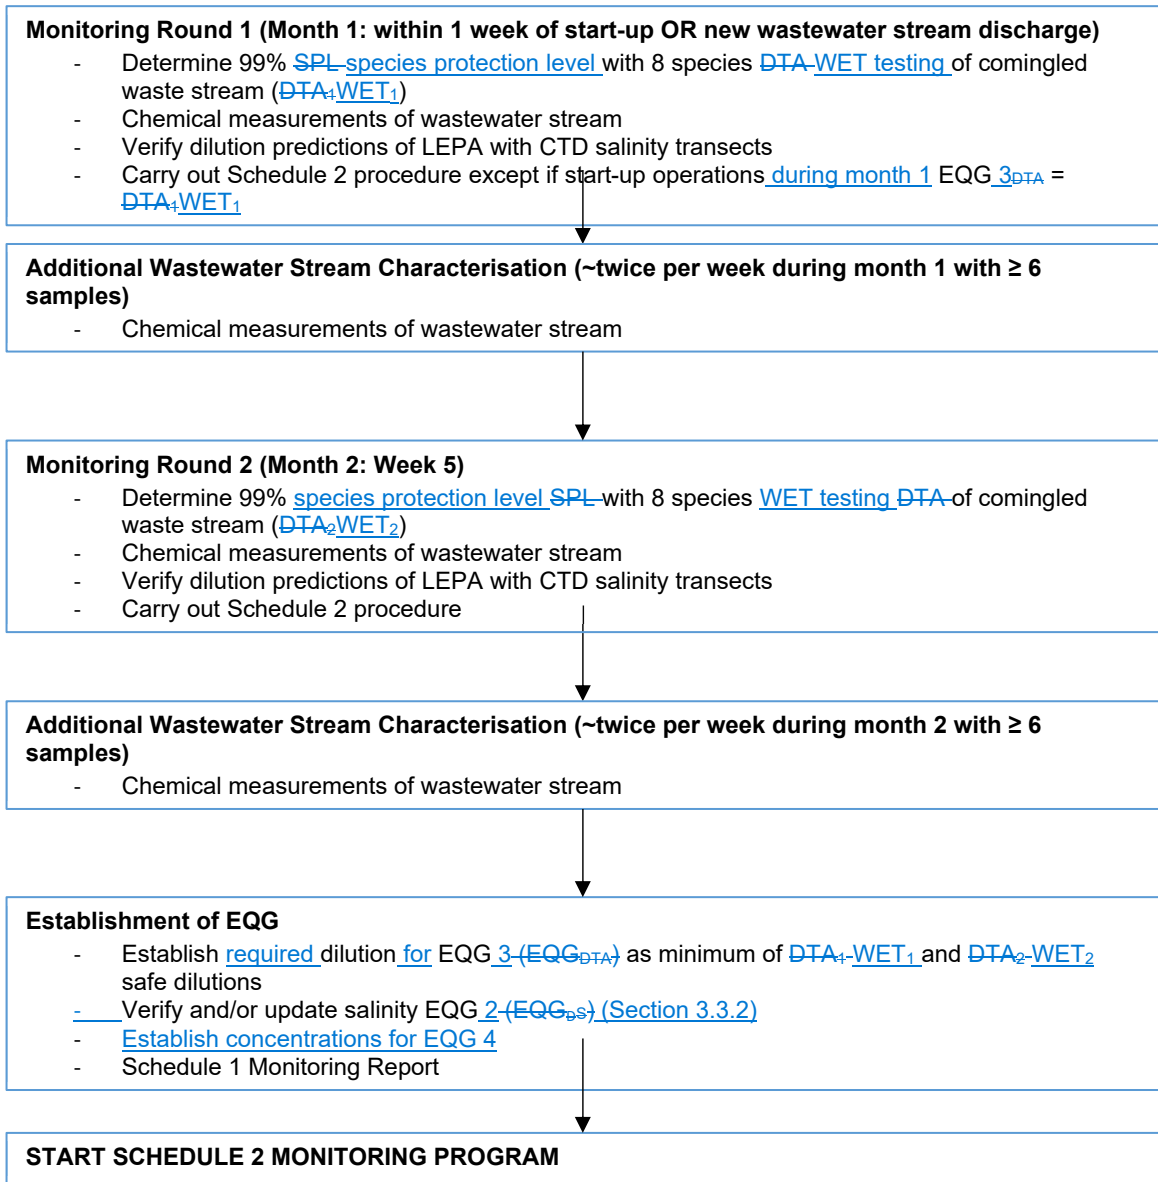 Monitoring Round 1 (Month 1: within 1 week of start-up OR new wastewater stream discharge)
- Determine 99% SPL species protection level with 8 species DTA WET testing of comingled
waste stream (DTA1WET1)
- Chemical measurements of wastewater stream
- Verify dilution predictions of LEPA with CTD salinity transects
- Carry out Schedule 2 procedure except if start-up operations during month 1 EQG 3DTA =
DTA1WET1
Additional Wastewater Stream Characterisation (~twice per week during month 1 with ≥ 6
samples)
- Chemical measurements of wastewater stream
Monitoring Round 2 (Month 2: Week 5)
- Determine 99% species protection level SPL with 8 species WET testing DTA of comingled
waste stream (DTA2WET2)
- Chemical measurements of wastewater stream
- Verify dilution predictions of LEPA with CTD salinity transects
- Carry out Schedule 2 procedure
Additional Wastewater Stream Characterisation (~twice per week during month 2 with ≥ 6
samples)
- Chemical measurements of wastewater stream
Establishment of EQG
- Establish required dilution for EQG 3 (EQGDTA) as minimum of DTA1 WET1 and DTA2 WET2
safe dilutions
- Verify and/or update salinity EQG 2 (EQGDS) (Section 3.3.2)
- Establish concentrations for EQG 4
- Schedule 1 Monitoring Report
START SCHEDULE 2 MONITORING PROGRAM